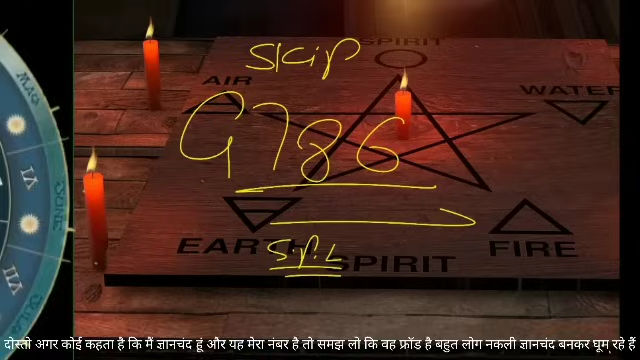 SPIRIT
Skip
AIR
WATER
9786
EARTH
SPIRIT
FIRE
SP.L
दोस्तो अगर कोई कहता है कि मैं ज्ञानचंद हूं और यह मेरा नंबर है तो समझ लो कि वह फ्रॉड है बहुत लोग नकली ज्ञानचंद बनकर घूम रहे हैं